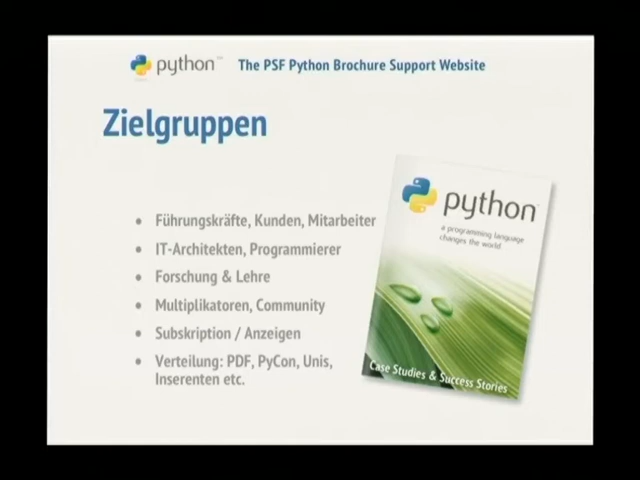 python™ The PSF Python Brochure Support Website
Zielgruppen
• Führungskräfte, Kunden, Mitarbeiter
• IT-Architekten, Programmierer
• Forschung & Lehre
• Multiplikatoren, Community
• Subskription / Anzeigen
• Verteilung: PDF, PyCon, Unis,
Inserenten etc.
python
a programming language
changes the world
Case Studies & Success Stories